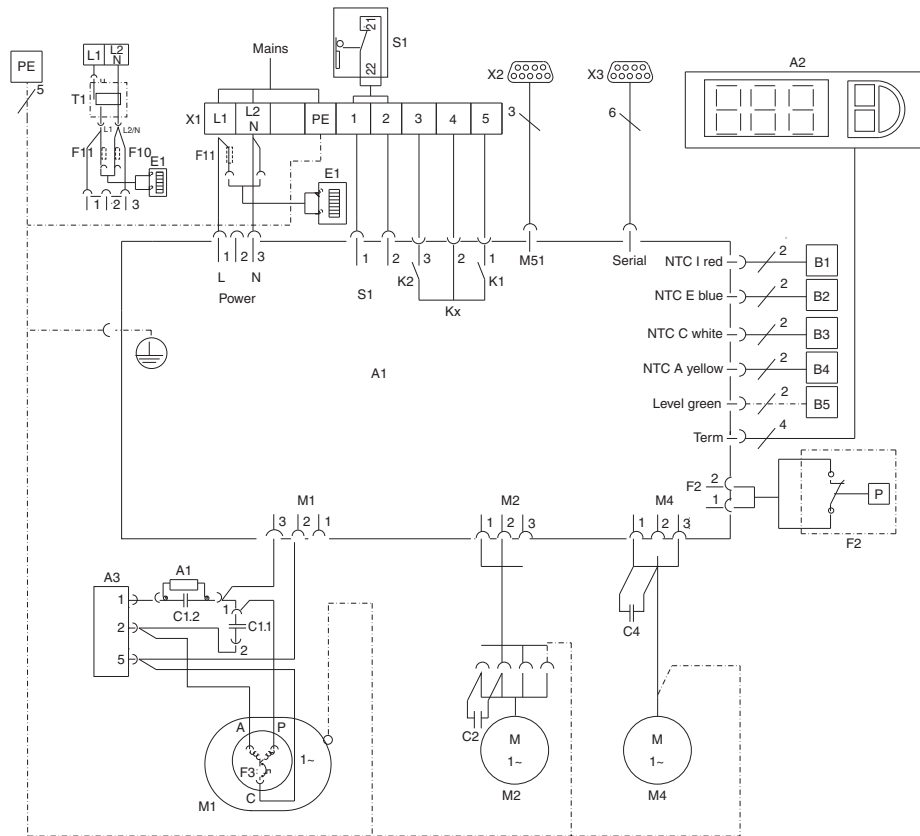 PE
5
L1
L2
N
T1
L1
L2/N
F11
F10
E1
1 2 3
Mains
X1
L1
L2
N
PE
1
2
3
4
5
21
22
S1
F11
E1
X2
3
X3
6
A2
L
1
2
3
N
Power
1
2
S1
3
2
1
K2
K1
Kx
M51
Serial
A1
NTC I red
2
B1
NTC E blue
2
B2
NTC C white
2
B3
NTC A yellow
2
B4
Level green
2
B5
Term
4
F2
2
1
P
F2
M1
3
2
1
M2
1
2
3
M4
1
2
3
A3
1
2
5
A1
C1.2
1
C1.1
2
C4
A
P
F3
1~
C
M1
C2
M
1~
M2
M
1~
M4